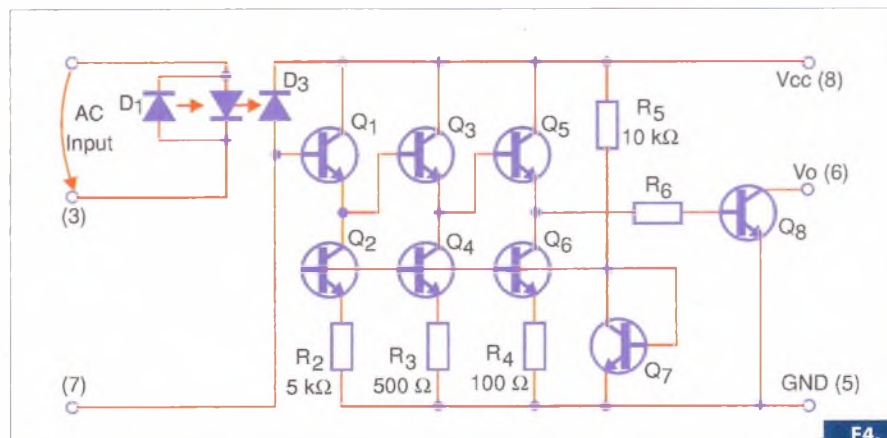 AC
Input
(3)
(7)
D1
D3
Q1
Q3
Q5
Q2
Q4
Q6
R2
5 kΩ
R3
500 Ω
R4
100 Ω
R5
10 kΩ
R6
Q7
Q8
Vcc (8)
Vo (6)
GND (5)
F4